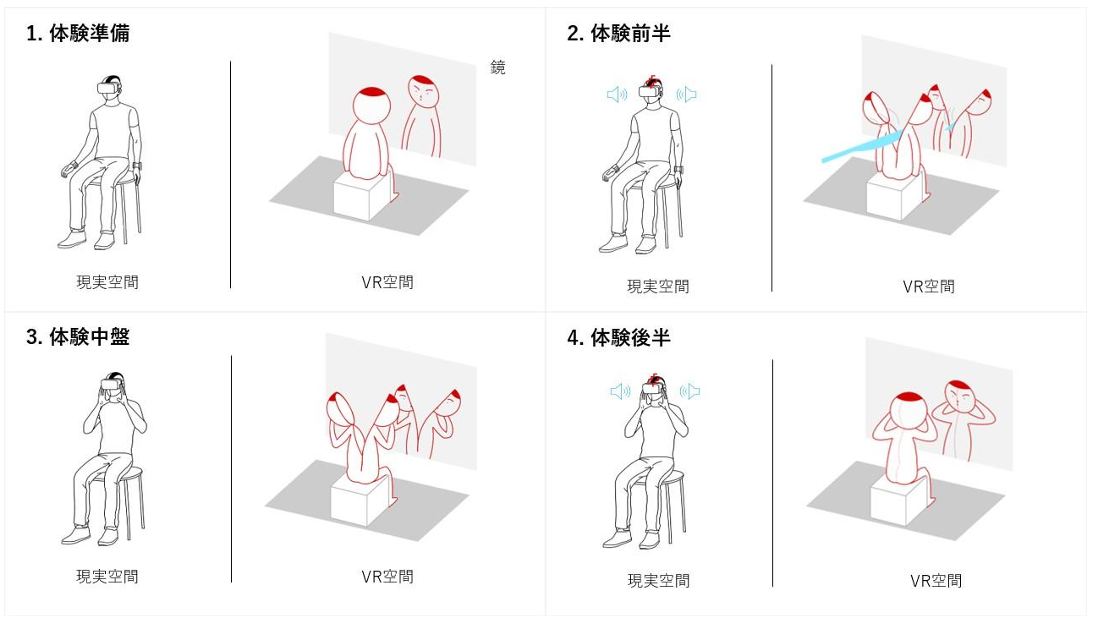 1. 体験準備
鏡
現実空間
VR空間
2. 体験前半
現実空間
VR空間
3. 体験中盤
現実空間
VR空間
4. 体験後半
現実空間
VR空間